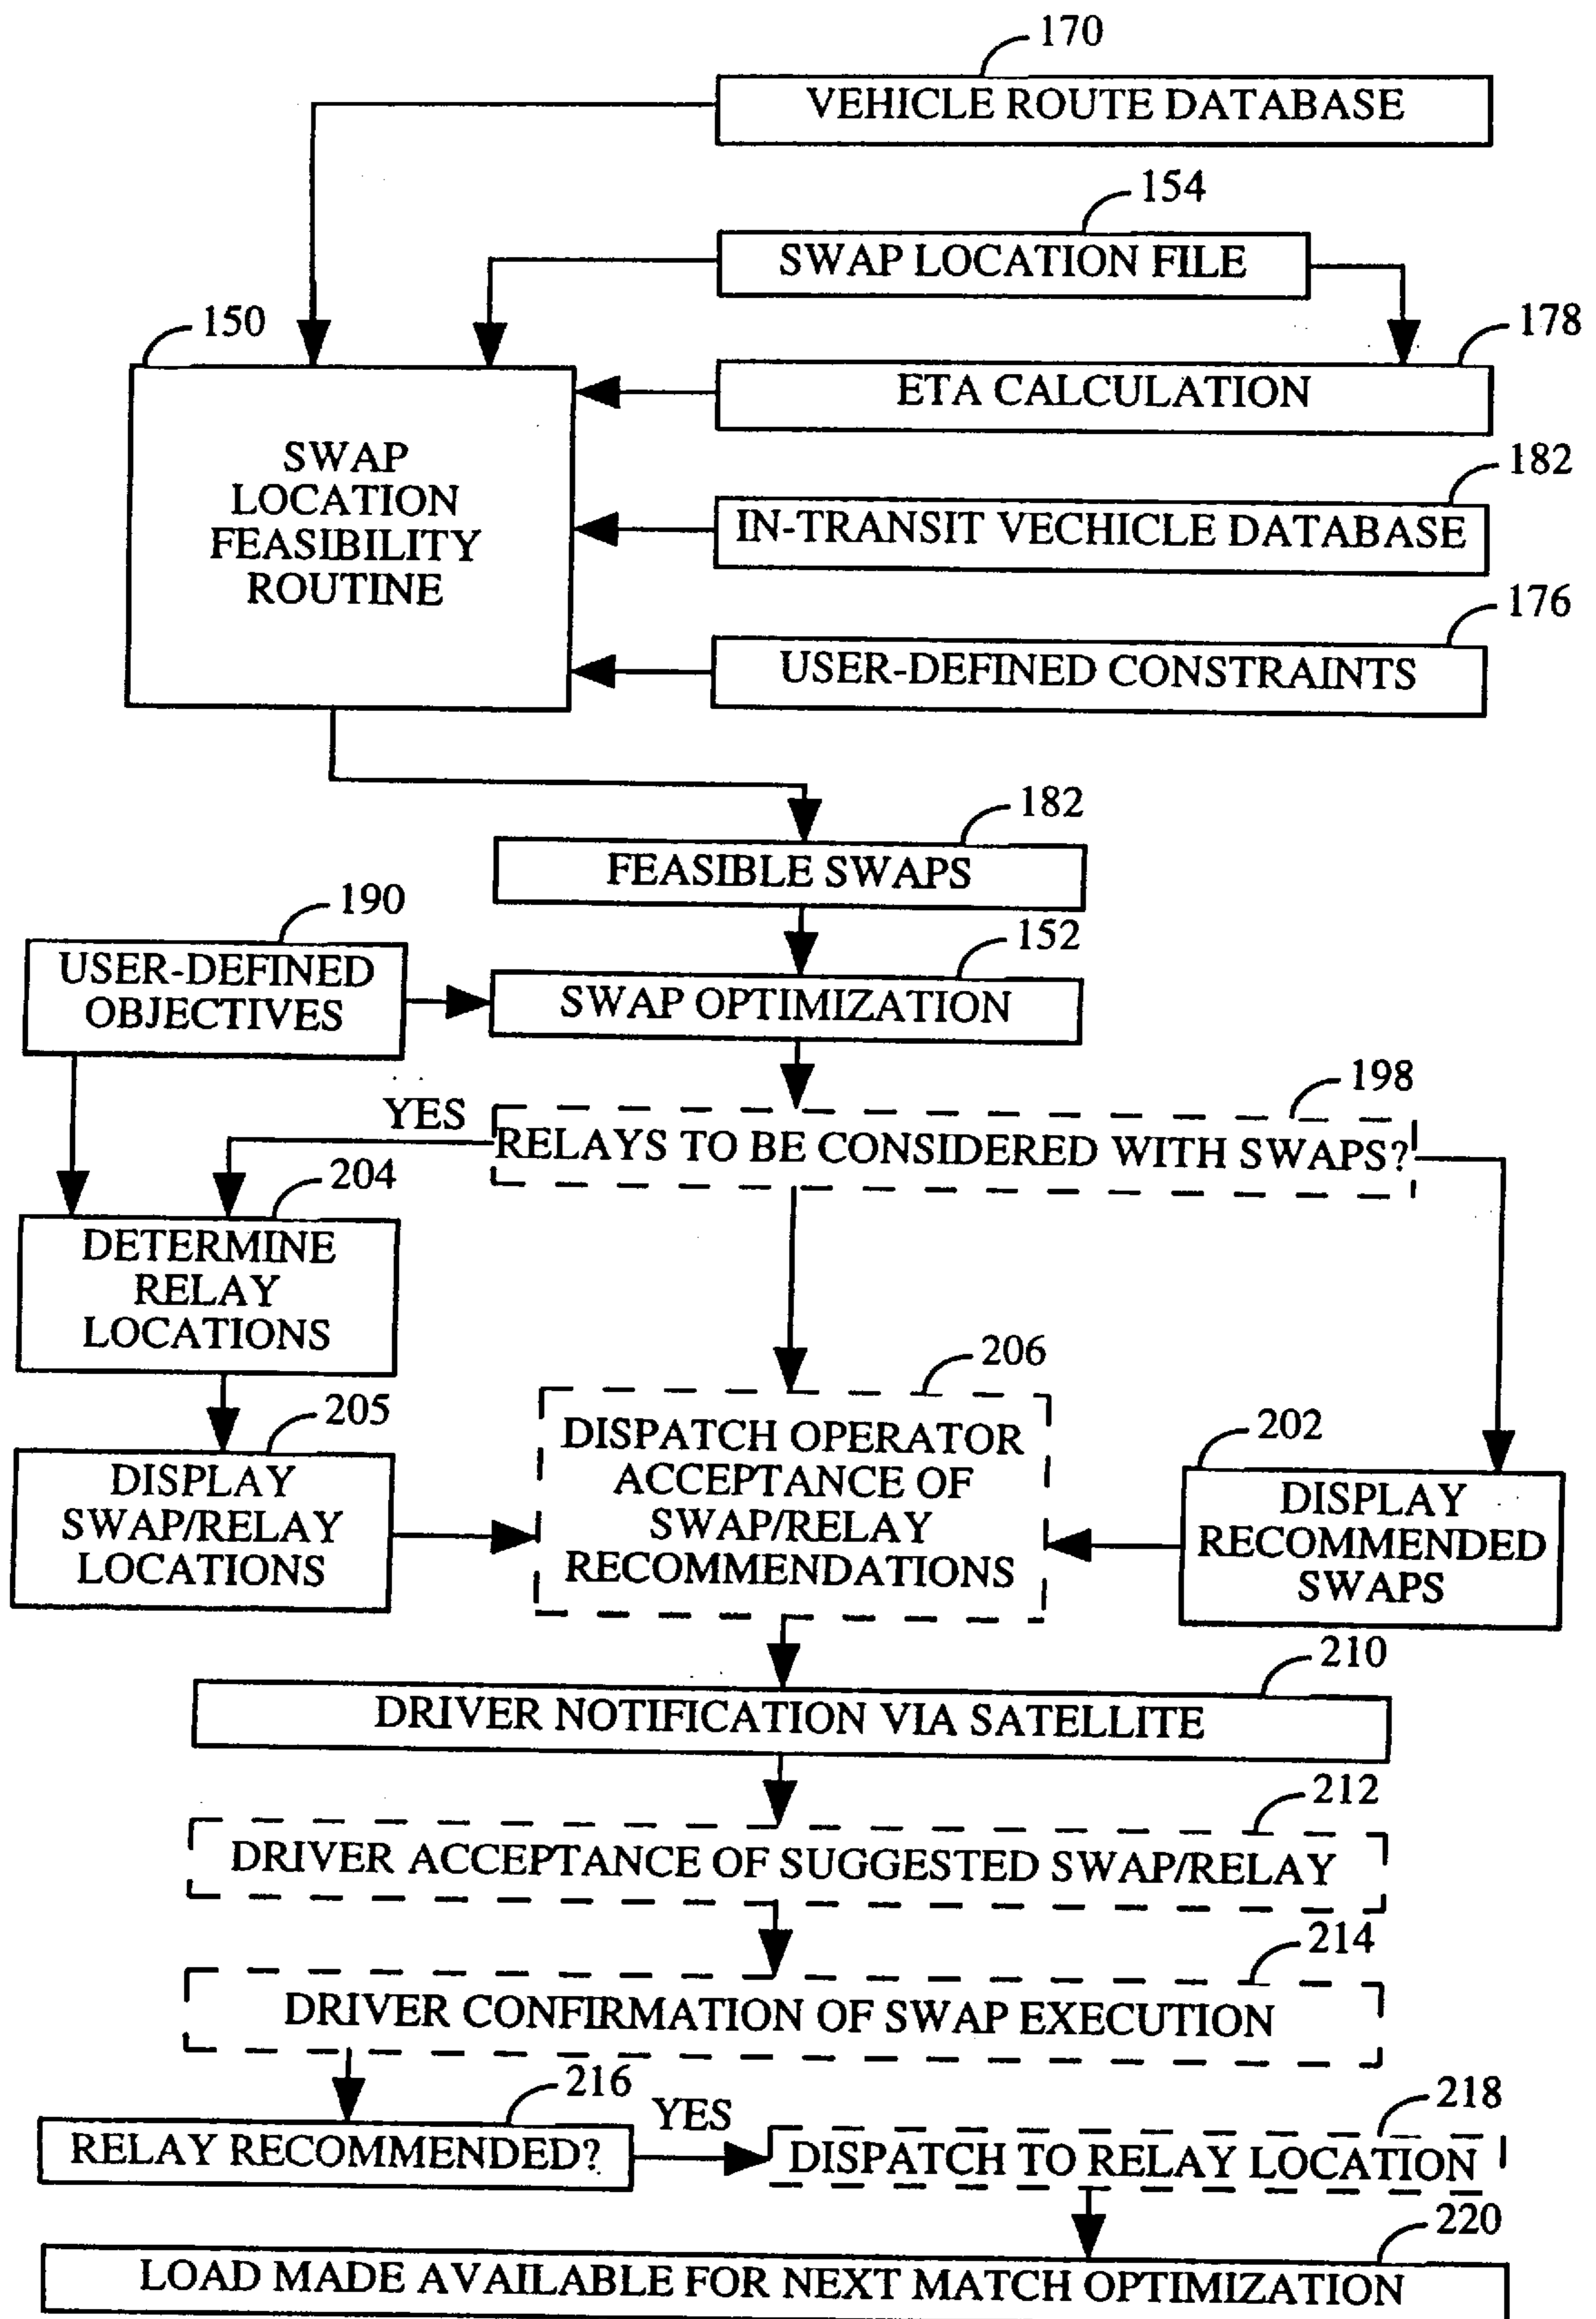 170
VEHICLE ROUTE DATABASE
154
SWAP LOCATION FILE
150
178
ETA CALCULATION
SWAP
LOCATION
FEASIBILITY
ROUTINE
182
IN-TRANSIT VECHICLE DATABASE
176
USER-DEFINED CONSTRAINTS
182
FEASIBLE SWAPS
190
USER-DEFINED
OBJECTIVES
152
SWAP OPTIMIZATION
198
YES
RELAYS TO BE CONSIDERED WITH SWAPS?
204
DETERMINE
RELAY
LOCATIONS
205
DISPLAY
SWAP/RELAY
LOCATIONS
206
DISPATCH OPERATOR
ACCEPTANCE OF
SWAP/RELAY
RECOMMENDATIONS
202
DISPLAY
RECOMMENDED
SWAPS
210
DRIVER NOTIFICATION VIA SATELLITE
212
DRIVER ACCEPTANCE OF SUGGESTED SWAP/RELAY
214
DRIVER CONFIRMATION OF SWAP EXECUTION
216
RELAY RECOMMENDED?
YES
218
DISPATCH TO RELAY LOCATION
220
LOAD MADE AVAILABLE FOR NEXT MATCH OPTIMIZATION